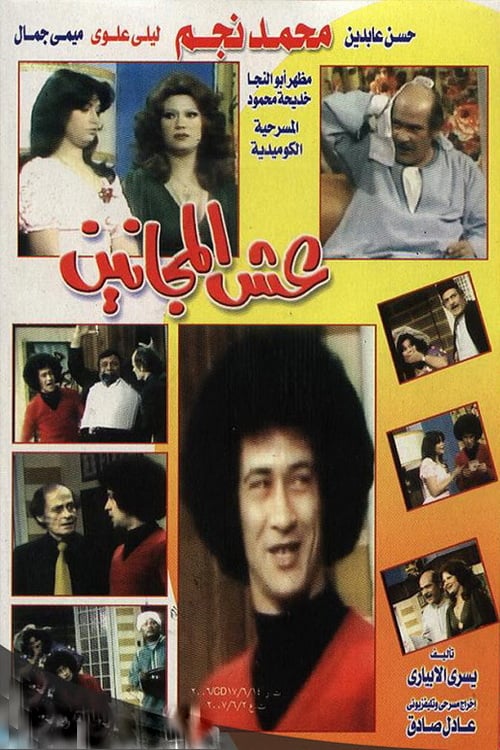 حسن عابدين
محمد نجم
ليلى علوى
ميمى جمال
مظهر أبو النجا
خديجة محمود
المسرحية
الكوميدية
عش المجانين
تأليف
يسرى الابيارى
إخراج مسرحى وتليفزيونى
عادل صادق